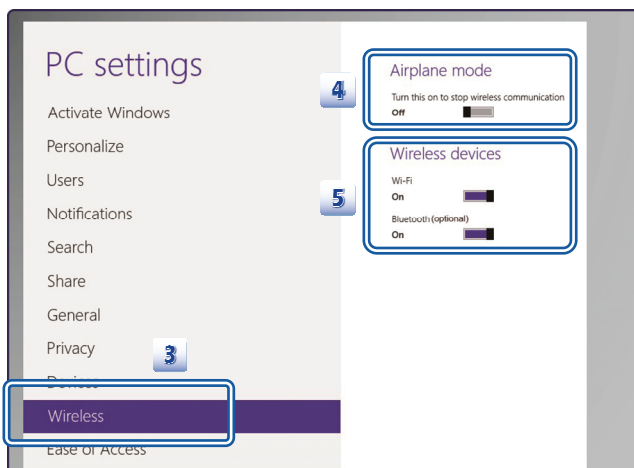 PC settings
Activate Windows
Personalize
Users
Notifications
Search
Share
General
Privacy
3
Devices
Wireless
Ease of Access
4
Airplane mode
Turn this on to stop wireless communication
Off
5
Wireless devices
Wi-Fi
On
Bluetooth (optional)
On